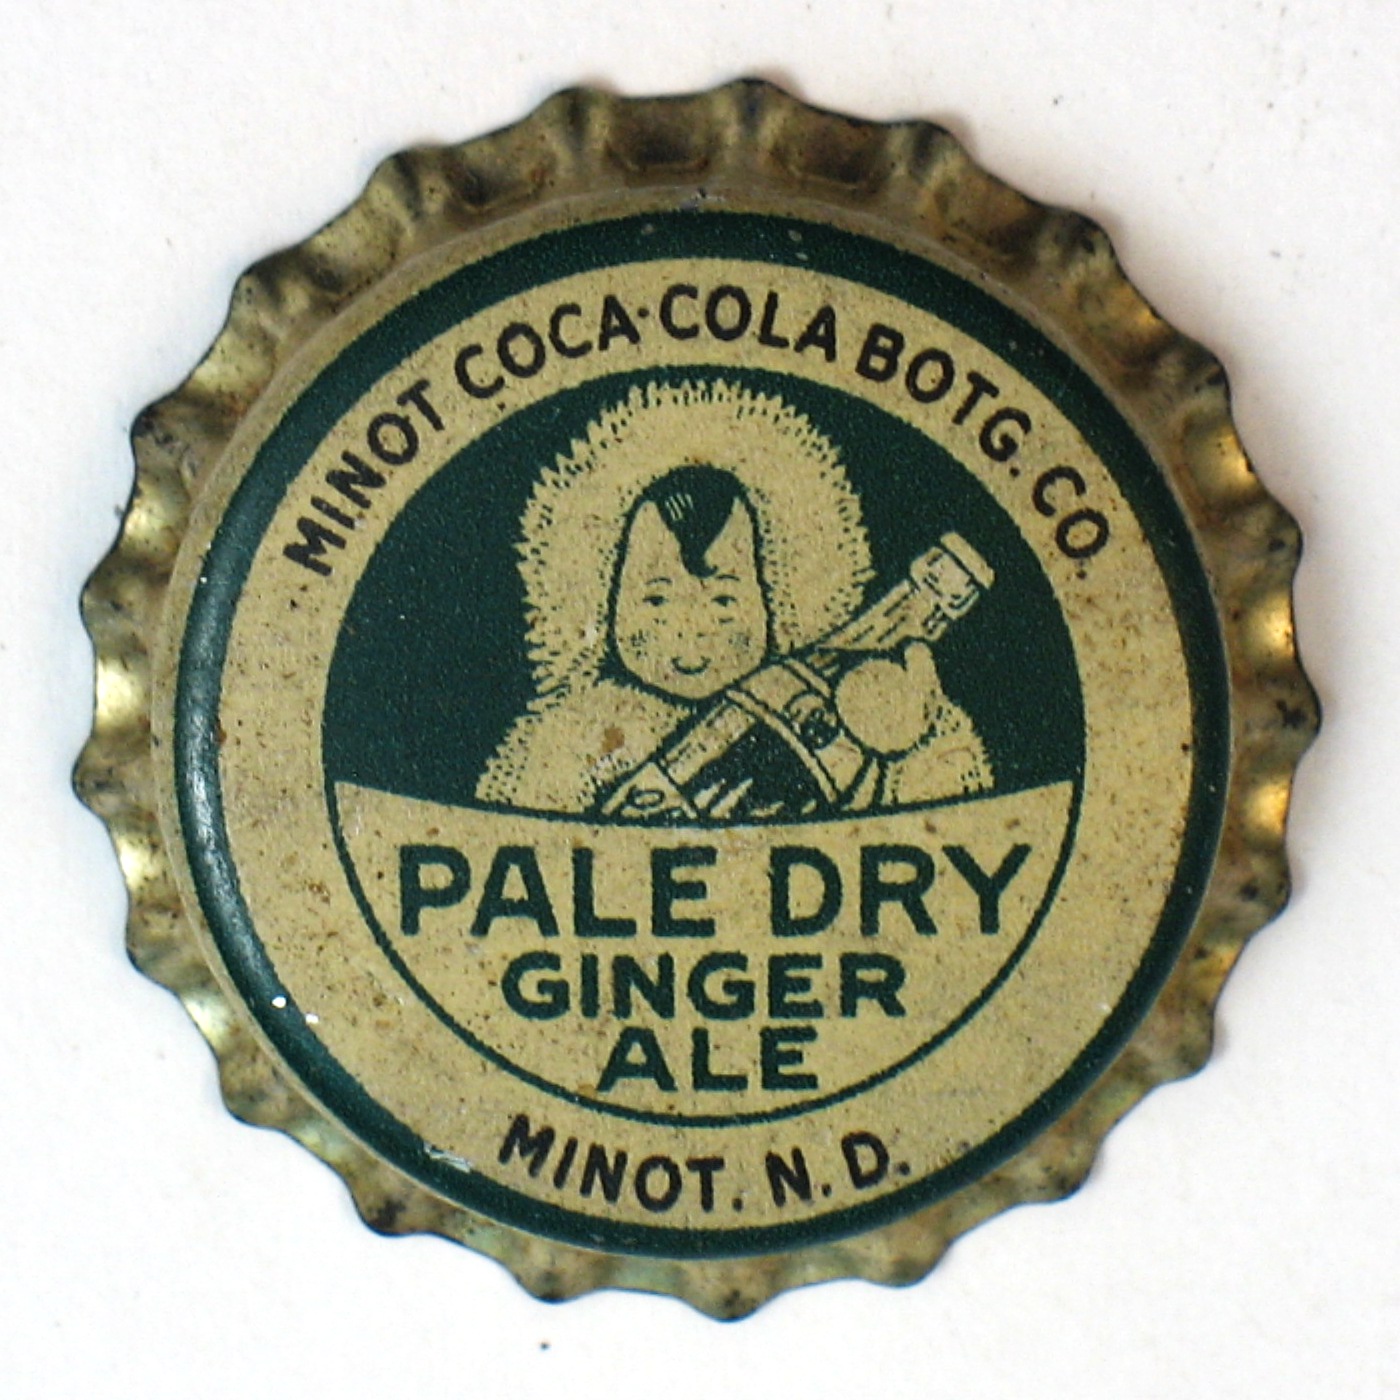 MINOT COCA-COLA BOTG. CO.
PALE DRY
GINGER
ALE
MINOT. N. D.